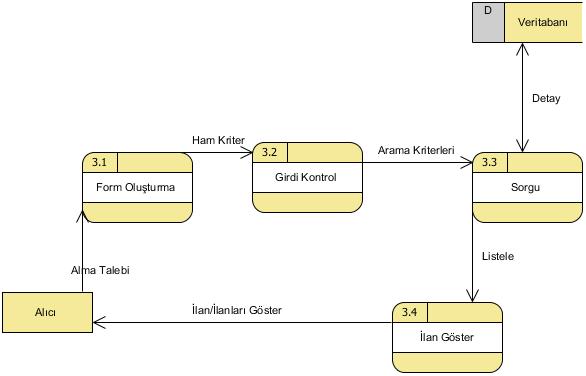 D
Veritabanı
Detay
Ham Kriter
3.1
Form Oluşturma
3.2
Girdi Kontrol
Arama Kriterleri
3.3
Sorgu
Alma Talebi
Listele
Alıcı
İlan/İlanları Göster
3.4
İlan Göster